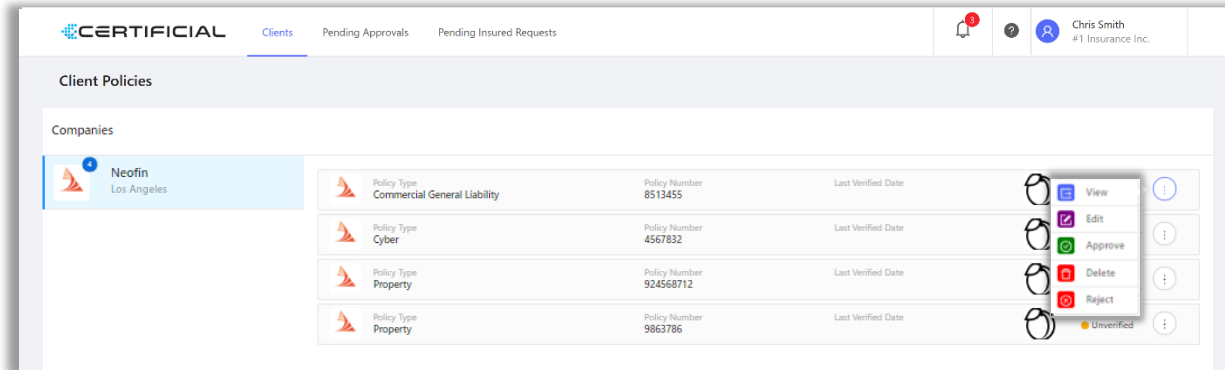 CERTIFICIAL
Clients
Pending Approvals
Pending Insured Requests
3
?
Chris Smith
#1 Insurance Inc.
Client Policies
Companies
4
Neofin
Los Angeles
Policy Type
Commercial General Liability
Policy Number
8513455
Last Verified Date
Policy Type
Cyber
Policy Number
4567832
Last Verified Date
Policy Type
Property
Policy Number
924568712
Last Verified Date
Policy Type
Property
Policy Number
9863786
Last Verified Date
Unverified
View
Edit
Approve
Delete
Reject